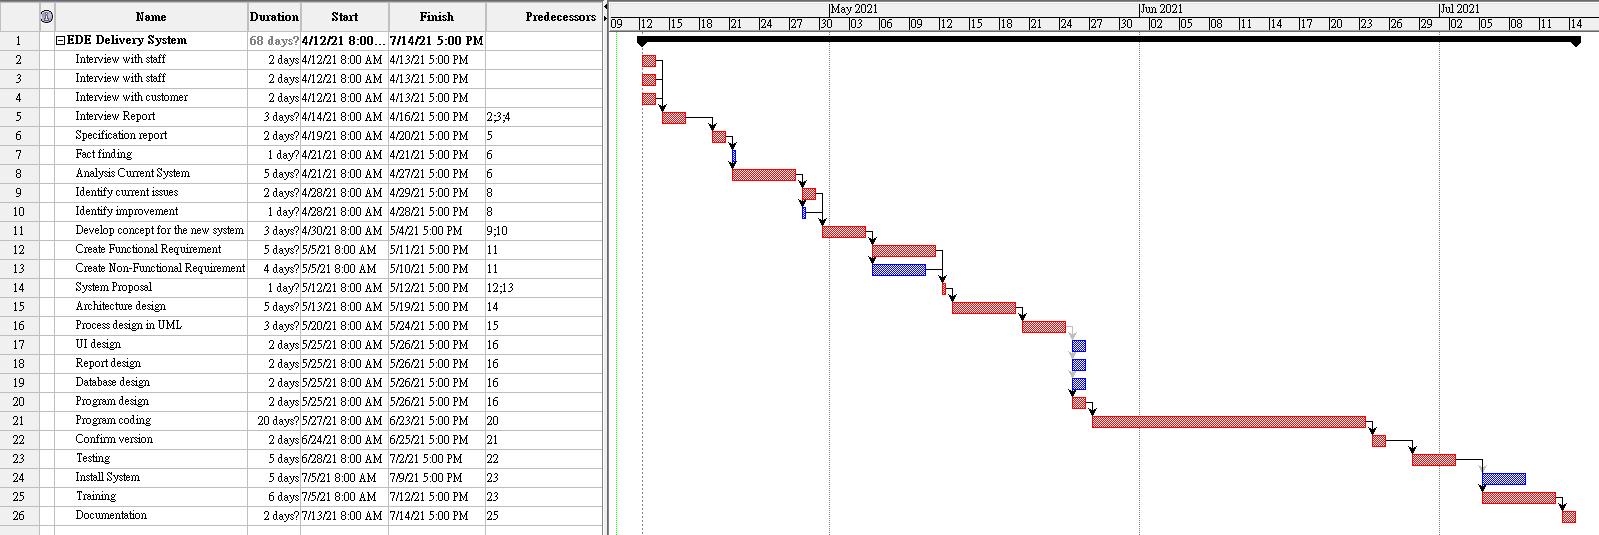 Name Duration Start Finish Predecessors
May 2021 Jun 2021 Jul 2021
09 12 15 18 21 24 27 30 03 06 09 12 15 18 21 24 27 30 02 05 08 11 14 17 20 23 26 29 02 05 08 11 14
1 EDE Delivery System 68 days? 4/12/21 8:00... 7/14/21 5:00 PM
2 Interview with staff 2 days 4/12/21 8:00 AM 4/13/21 5:00 PM
3 Interview with staff 2 days 4/12/21 8:00 AM 4/13/21 5:00 PM
4 Interview with customer 2 days 4/12/21 8:00 AM 4/13/21 5:00 PM
5 Interview Report 3 days? 4/14/21 8:00 AM 4/16/21 5:00 PM 2;3;4
6 Specification report 2 days? 4/19/21 8:00 AM 4/20/21 5:00 PM 5
7 Fact finding 1 day? 4/21/21 8:00 AM 4/21/21 5:00 PM 6
8 Analysis Current System 5 days? 4/21/21 8:00 AM 4/27/21 5:00 PM 6
9 Identify current issues 2 days? 4/28/21 8:00 AM 4/29/21 5:00 PM 8
10 Identify improvement 1 day? 4/28/21 8:00 AM 4/28/21 5:00 PM 8
11 Develop concept for the new system 3 days? 4/30/21 8:00 AM 5/4/21 5:00 PM 9;10
12 Create Functional Requirement 5 days? 5/5/21 8:00 AM 5/11/21 5:00 PM 11
13 Create Non-Functional Requirement 4 days? 5/5/21 8:00 AM 5/10/21 5:00 PM 11
14 System Proposal 1 day? 5/12/21 8:00 AM 5/12/21 5:00 PM 12;13
15 Architecture design 5 days? 5/13/21 8:00 AM 5/19/21 5:00 PM 14
16 Process design in UML 3 days? 5/20/21 8:00 AM 5/24/21 5:00 PM 15
17 UI design 2 days 5/25/21 8:00 AM 5/26/21 5:00 PM 16
18 Report design 2 days 5/25/21 8:00 AM 5/26/21 5:00 PM 16
19 Database design 2 days 5/25/21 8:00 AM 5/26/21 5:00 PM 16
20 Program design 2 days 5/25/21 8:00 AM 5/26/21 5:00 PM 16
21 Program coding 20 days? 5/27/21 8:00 AM 6/23/21 5:00 PM 20
22 Confirm version 2 days 6/24/21 8:00 AM 6/25/21 5:00 PM 21
23 Testing 5 days 6/28/21 8:00 AM 7/2/21 5:00 PM 22
24 Install System 5 days 7/5/21 8:00 AM 7/9/21 5:00 PM 23
25 Training 6 days 7/5/21 8:00 AM 7/12/21 5:00 PM 23
26 Documentation 2 days? 7/13/21 8:00 AM 7/14/21 5:00 PM 25